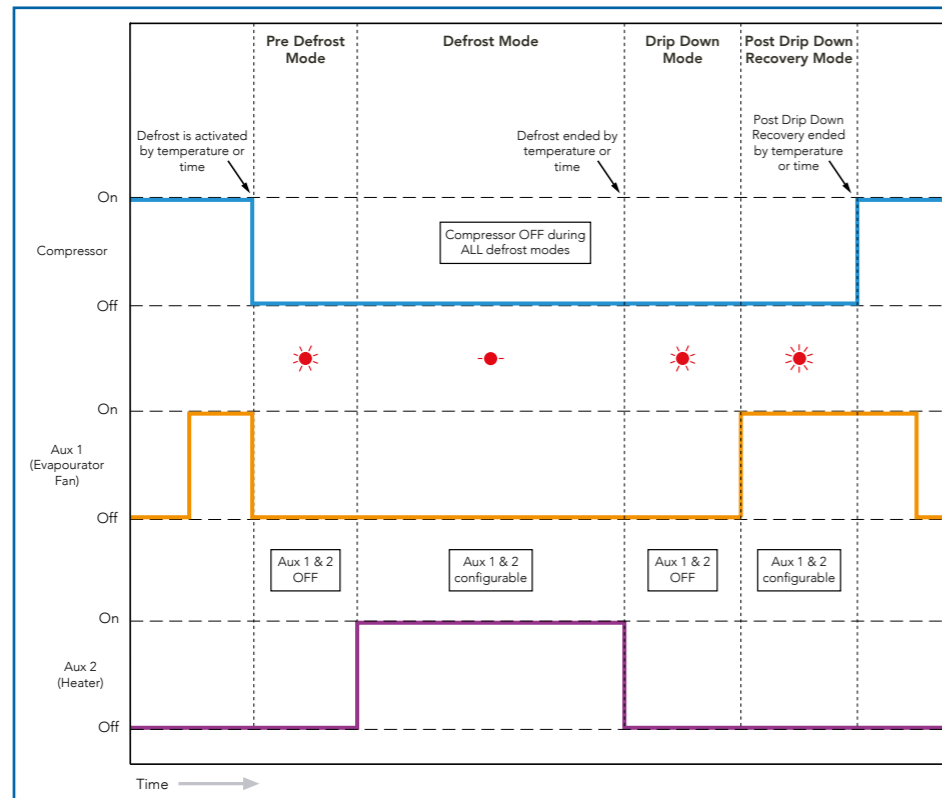 Pre Defrost
Mode
Defrost Mode
Drip Down
Mode
Post Drip Down
Recovery Mode
Defrost is activated
by temperature or
time
Defrost ended by
temperature or
time
Post Drip Down
Recovery ended
by temperature
or time
On
Compressor
Compressor OFF during
ALL defrost modes
Off
On
Aux 1
(Evapourator
Fan)
Off
Aux 1 & 2
OFF
Aux 1 & 2
configurable
Aux 1 & 2
OFF
Aux 1 & 2
configurable
On
Aux 2
(Heater)
Off
Time